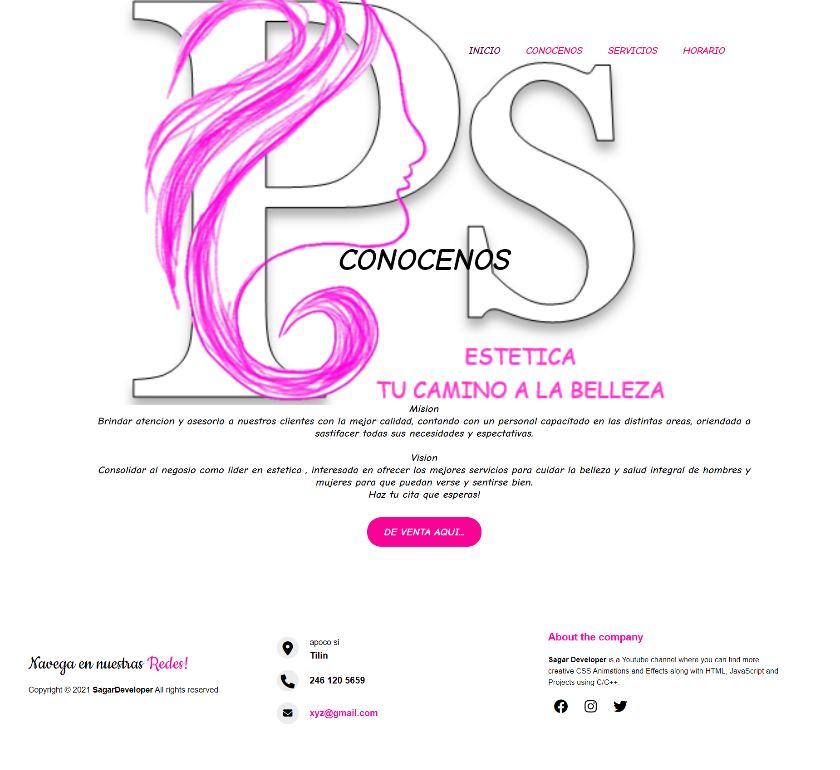 INICIO CONOCENOS SERVICIOS HORARIO
PS
CONOCENOS
ESTETICA
TU CAMINO A LA BELLEZA
Mision
Brindar atencion y asesoria a nuestros clientes con la mejor calidad, contando con un personal capacitado en las distintas areas, oriendado a
sastifacer todas sus necesidades y espectativas.
Vision
Consolidar al negosio como lider en estetica , interesada en ofrecer los mejores servicios para cuidar la belleza y salud integral de hombres y
mujeres para que puedan verse y sentirse bien.
Haz tu cita que esperas!
DE VENTA AQUI...
Navega en nuestras Redes!
Copyright © 2021 SagarDeveloper All rights reserved
apoco si
Tilin
246 120 5659
xyz@gmail.com
About the company
Sagar Developer is a Youtube channel where you can find more
creative CSS Animations and Effects along with HTML, JavaScript and
Projects using C/C++.